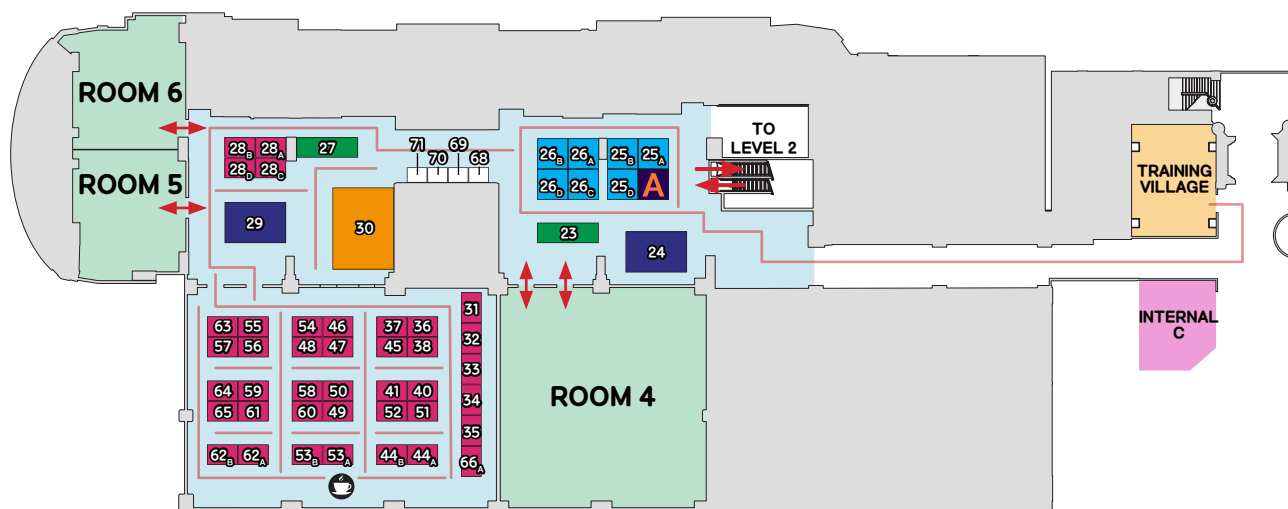 ROOM 6
ROOM 5
28B 28A
28D 28C
27
29
30
71 70 69 68
26B 26A
26D 26C
25B 25A
25D A
23
24
TO
LEVEL 2
TRAINING
VILLAGE
INTERNAL
C
ROOM 4
63 55
57 56
54 46
48 47
37 36
45 38
64 59
65 61
58 50
60 49
41 40
52 51
62B 62A
53B 53A
44B 44A
31
32
33
34
35
66A